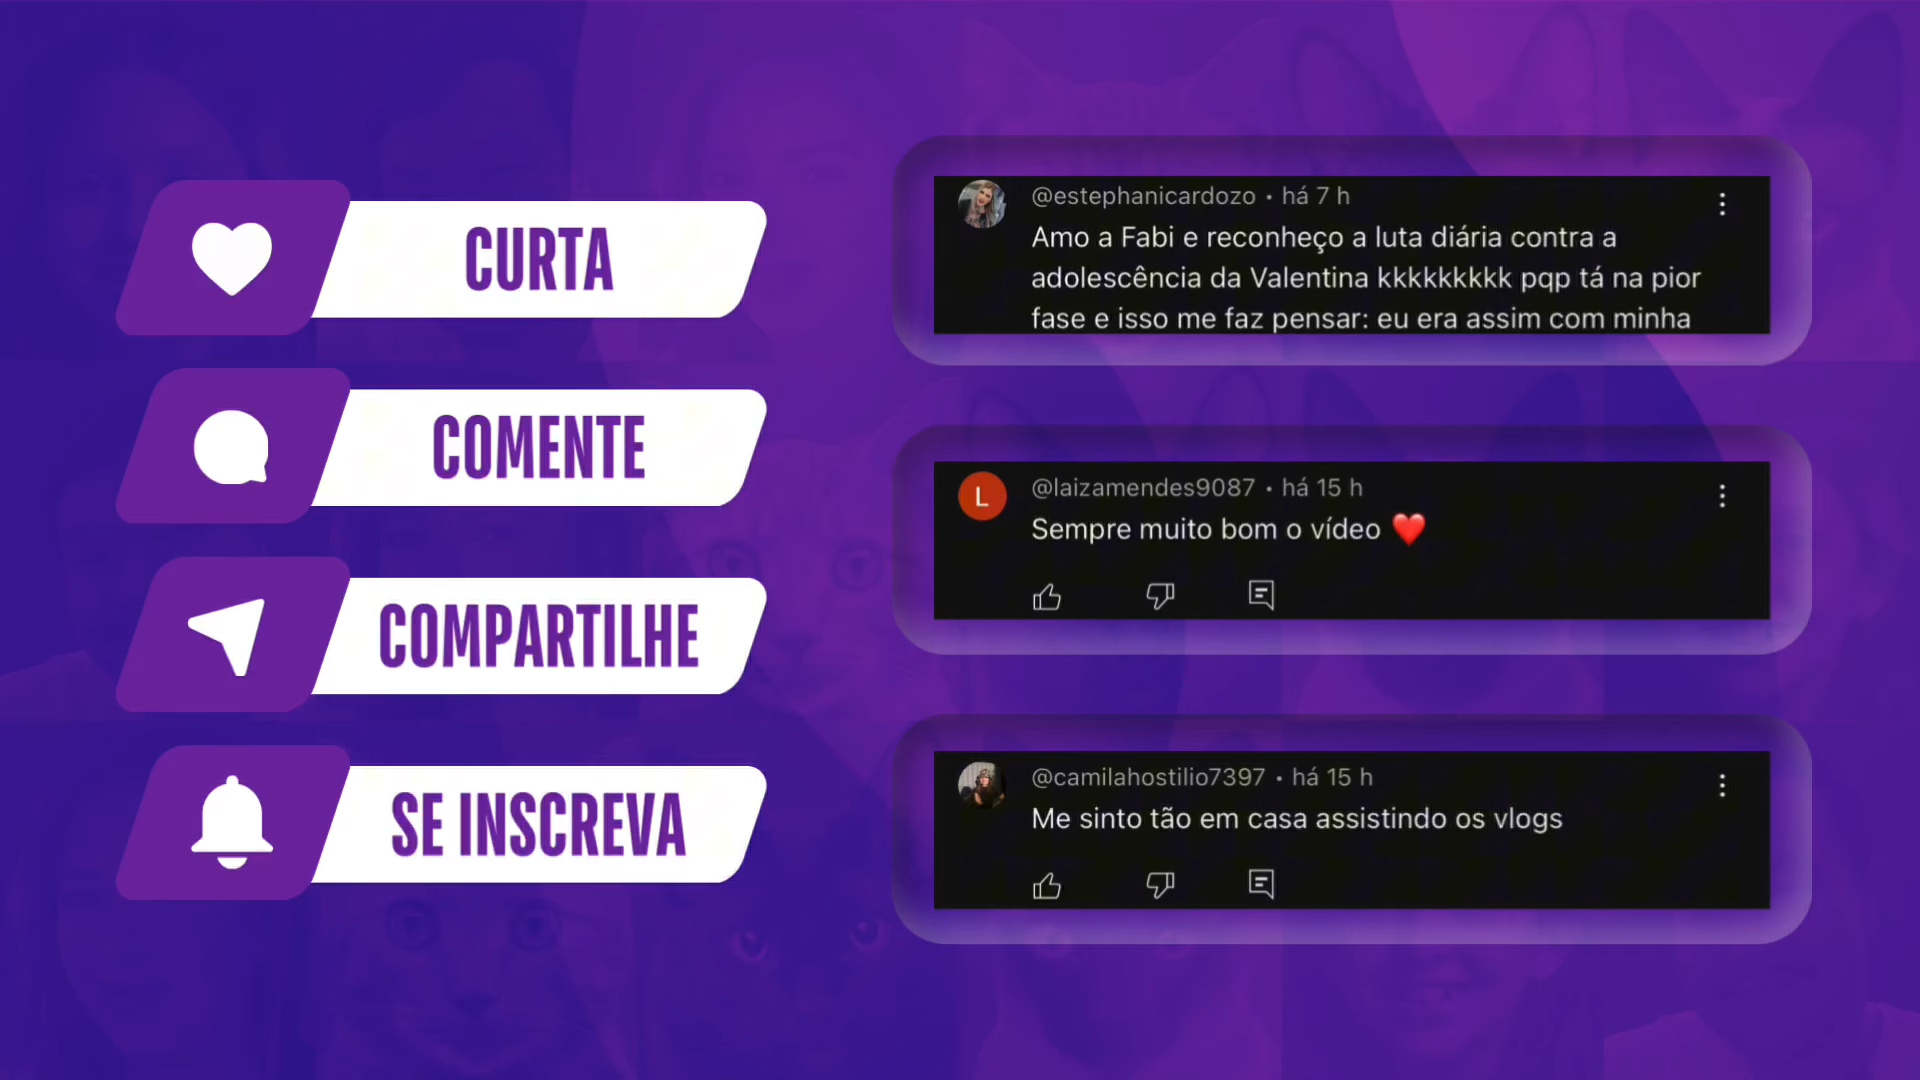 CURTA
COMENTE
COMPARTILHE
SE INSCREVA
@estephanicardozo • há 7 h
Amo a Fabi e reconheço a luta diária contra a
adolescência da Valentina kkkkkkkkk pqp tá na pior
fase e isso me faz pensar: eu era assim com minha
L
@laizamendes9087 • há 15 h
Sempre muito bom o vídeo ❤️
@camilahostilio7397 • há 15 h
Me sinto tão em casa assistindo os vlogs